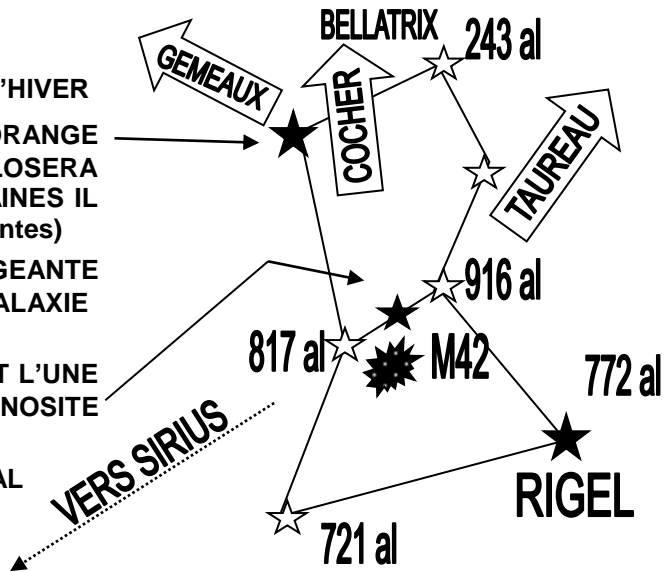 BELLATRIX
243 al
GEMEAUX
COCHER
TAUREAU
'HIVER
ORANGE
LOSERA
AINES IL
ntes)
GEANTE
ALAXIE
916 al
817 al
M42
772 al
L'UNE
NOSITE
VERS SIRIUS
AL
RIGEL
721 al